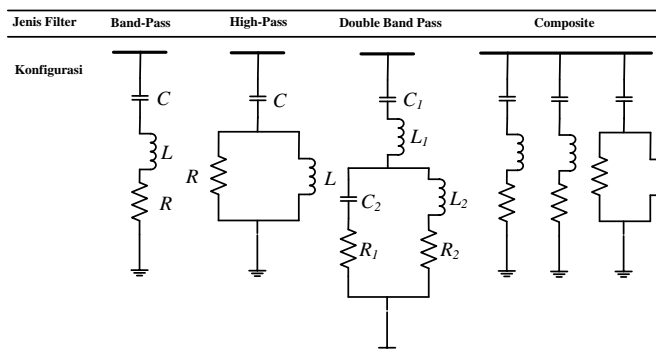 Jenis Filter Band-Pass High-Pass Double Band Pass Composite
Konfigurasi
C
L
R
C
R
L
C1
L1
C2
L2
R1
R2